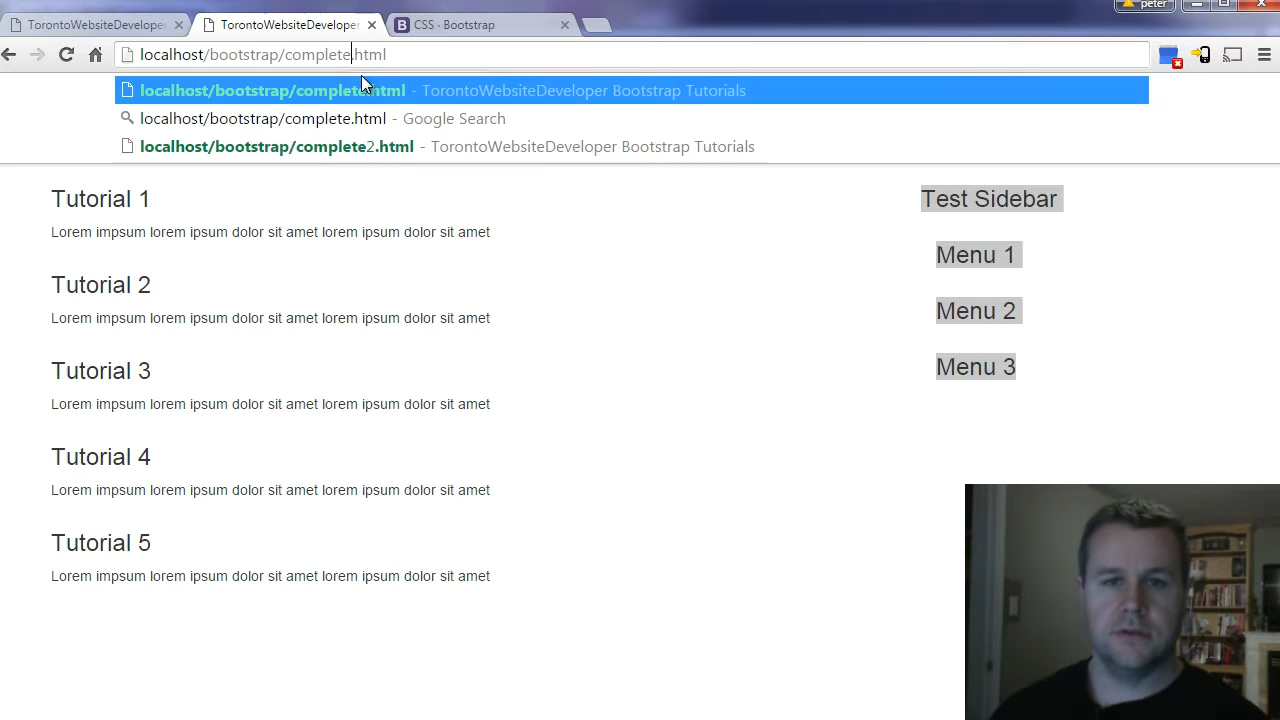 TorontoWebsiteDeveloper
TorontoWebsiteDeveloper
CSS · Bootstrap
peter
localhost/bootstrap/complete.html
localhost/bootstrap/complete.html - TorontoWebsiteDeveloper Bootstrap Tutorials
localhost/bootstrap/complete.html - Google Search
localhost/bootstrap/complete2.html - TorontoWebsiteDeveloper Bootstrap Tutorials
Tutorial 1
Lorem impsum lorem ipsum dolor sit amet lorem ipsum dolor sit amet
Tutorial 2
Lorem impsum lorem ipsum dolor sit amet lorem ipsum dolor sit amet
Tutorial 3
Lorem impsum lorem ipsum dolor sit amet lorem ipsum dolor sit amet
Tutorial 4
Lorem impsum lorem ipsum dolor sit amet lorem ipsum dolor sit amet
Tutorial 5
Lorem impsum lorem ipsum dolor sit amet lorem ipsum dolor sit amet
Test Sidebar
Menu 1
Menu 2
Menu 3